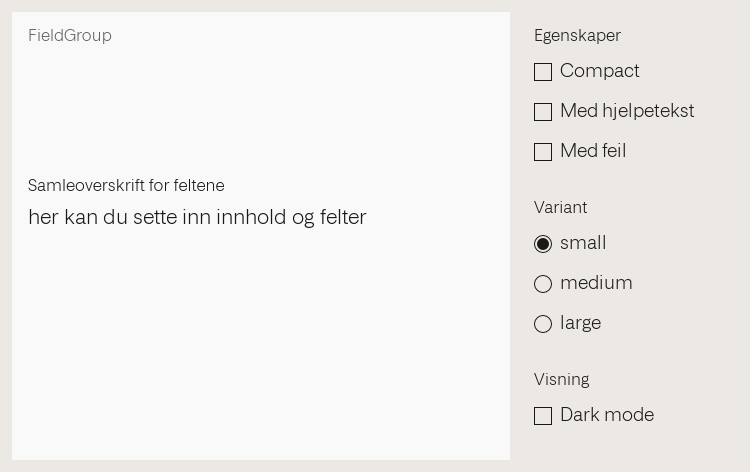 FieldGroup
Samleoverskrift for feltene
her kan du sette inn innhold og felter
Egenskaper
Compact
Med hjelpetekst
Med feil
Variant
small
medium
large
Visning
Dark mode